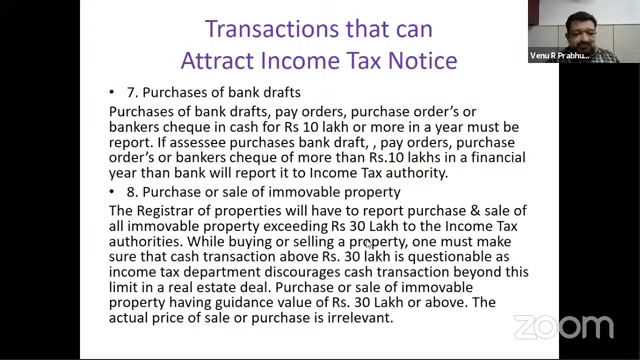 Transactions that can
Attract Income Tax Notice
Venu R Prabhu...
• 7. Purchases of bank drafts
Purchases of bank drafts, pay orders, purchase order's or
bankers cheque in cash for Rs 10 lakh or more in a year must be
report. If assessee purchases bank draft, , pay orders, purchase
order's or bankers cheque of more than Rs.10 lakhs in a financial
year than bank will report it to Income Tax authority.
• 8. Purchase or sale of immovable property
The Registrar of properties will have to report purchase & sale of
all immovable property exceeding Rs 30 Lakh to the Income Tax
authorities. While buying or selling a property, one must make
sure that cash transaction above Rs. 30 lakh is questionable as
income tax department discourages cash transaction beyond this
limit in a real estate deal. Purchase or sale of immovable
property having guidance value of Rs. 30 Lakh or above. The
actual price of sale or purchase is irrelevant.
zoom